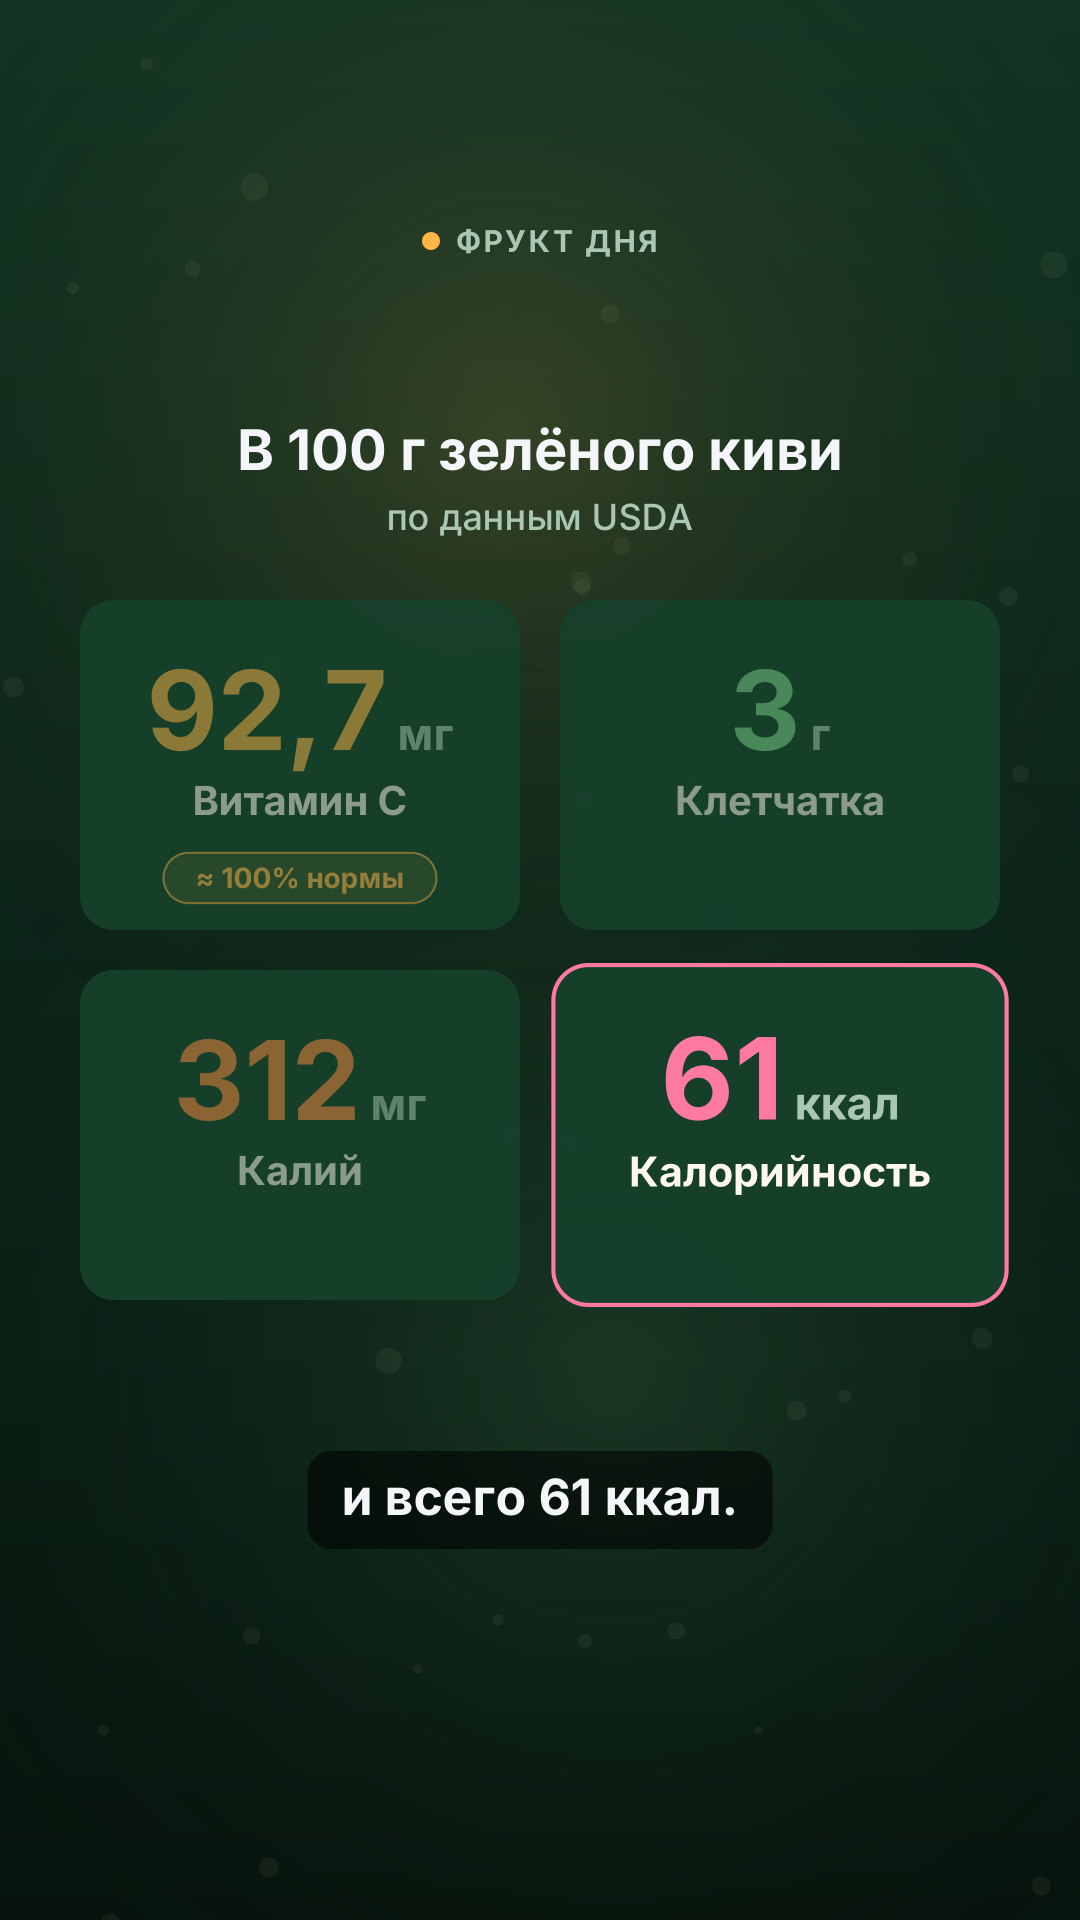 ФРУКТ ДНЯ
В 100 г зелёного киви
по данным USDA
92,7 мг
Витамин C
≈ 100% нормы
3 г
Клетчатка
312 мг
Калий
61 ккал
Калорийность
и всего 61 ккал.